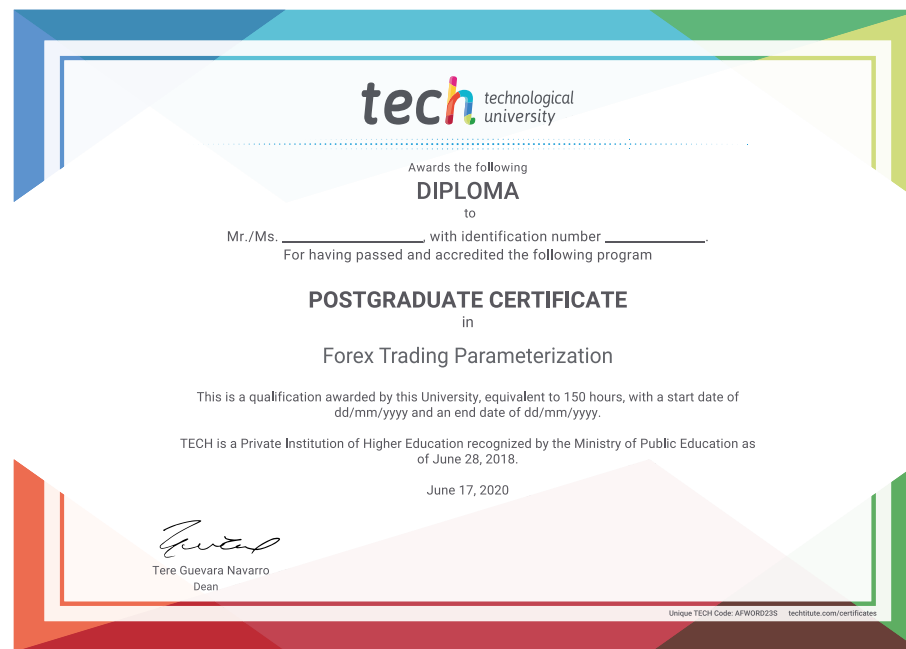 tech technological
university
Awards the following
DIPLOMA
to
Mr./Ms. ____________________, with identification number ______________.
For having passed and accredited the following program
POSTGRADUATE CERTIFICATE
in
Forex Trading Parameterization
This is a qualification awarded by this University, equivalent to 150 hours, with a start date of
dd/mm/yyyy and an end date of dd/mm/yyyy.
TECH is a Private Institution of Higher Education recognized by the Ministry of Public Education as
of June 28, 2018.
June 17, 2020
Tere Guevara Navarro
Dean
Unique TECH Code: AFWORD23S techtitute.com/certificates